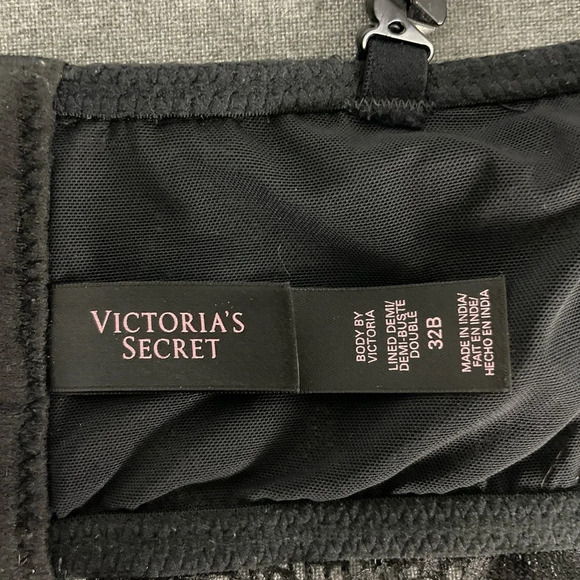 VICTORIA'S
SECRET
BODY BY
VICTORIA
LINED DEMI/
DEMI-BUSTE
DOUBLÉ
32B
MADE IN INDIA/
FAIT EN INDE/
HECHO EN INDIA